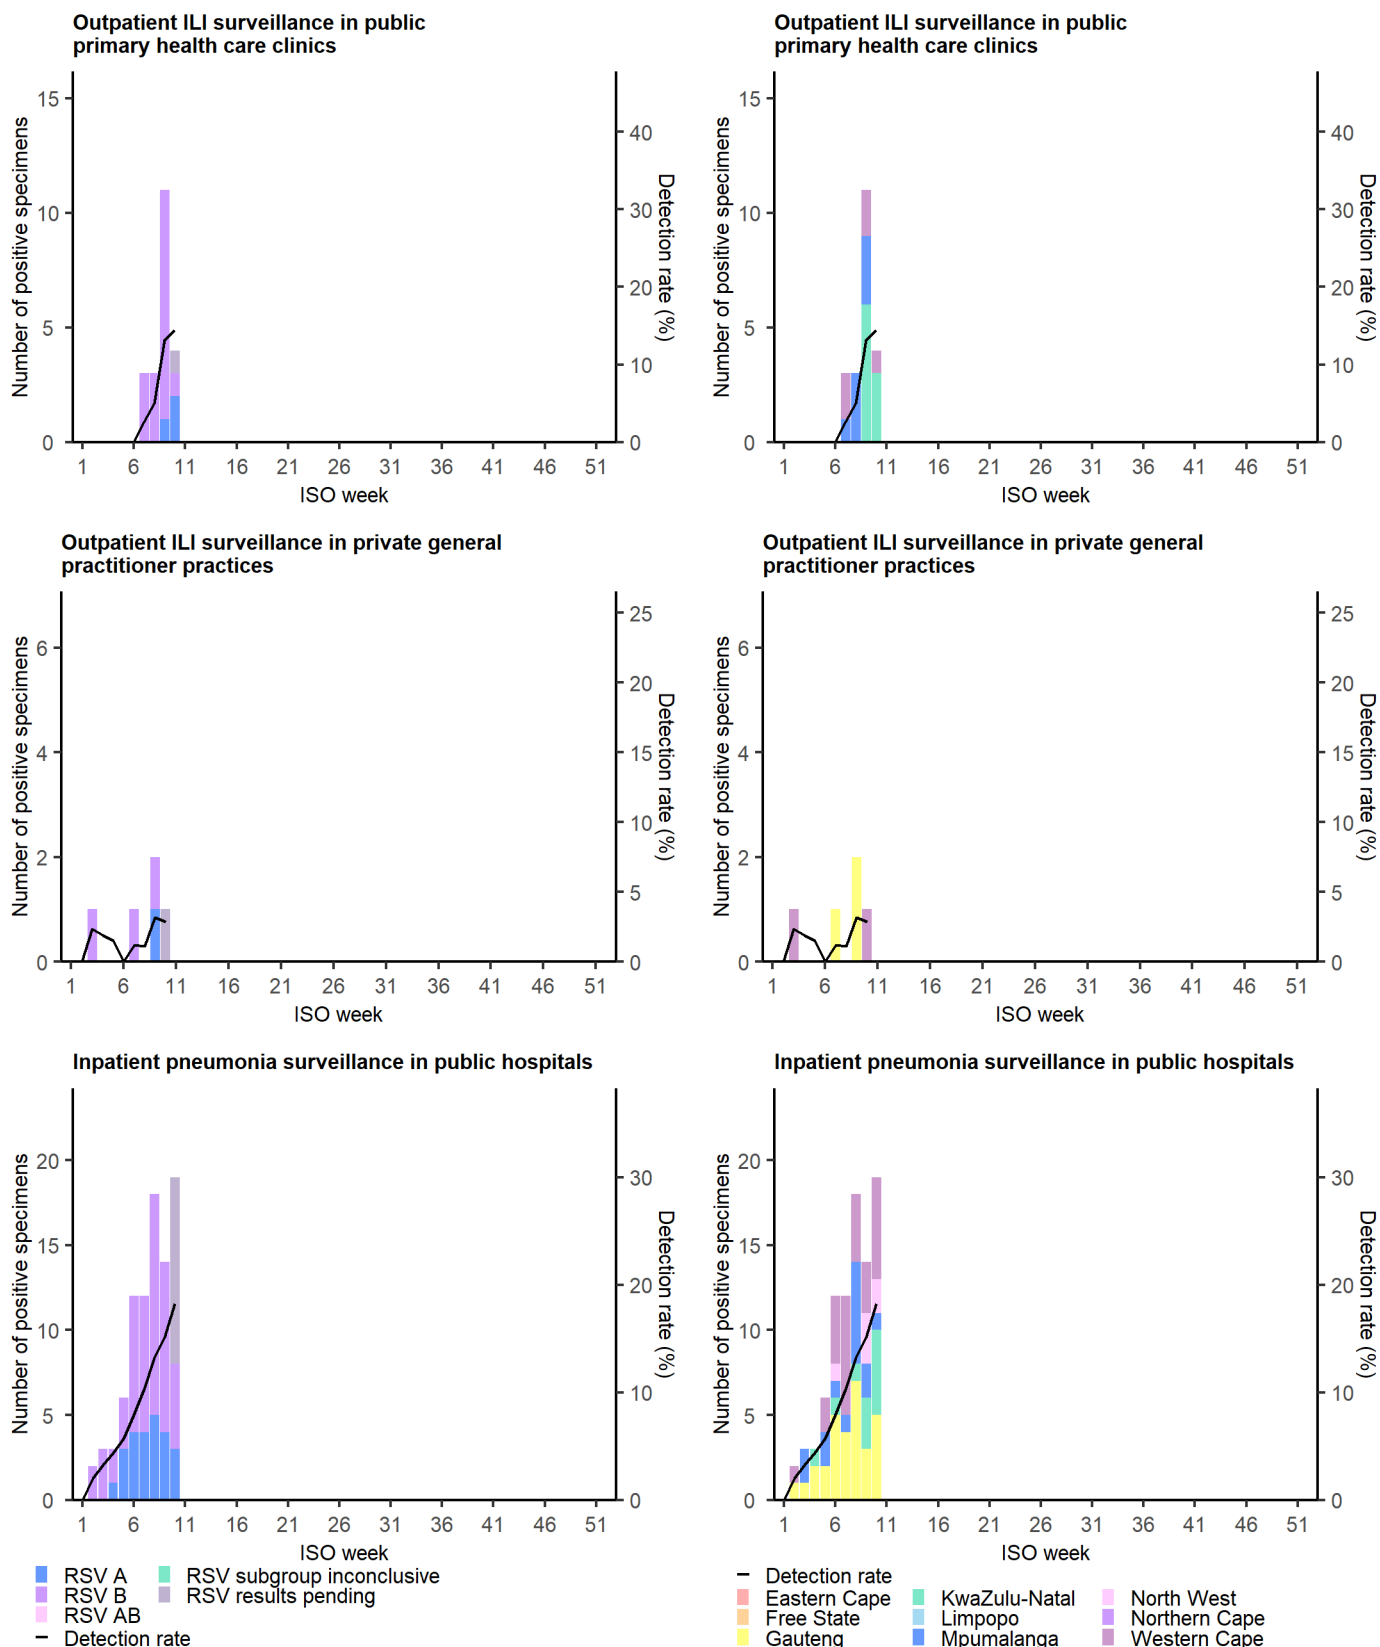 Outpatient ILI surveillance in public
primary health care clinics
Number of positive specimens
15
10
5
0
40
30
20
10
0
Detection rate (%)
1 6 11 16 21 26 31 36 41 46 51
ISO week
Outpatient ILI surveillance in public
primary health care clinics
Number of positive specimens
15
10
5
0
40
30
20
10
0
Detection rate (%)
1 6 11 16 21 26 31 36 41 46 51
ISO week
Outpatient ILI surveillance in private general
practitioner practices
Number of positive specimens
6
4
2
0
25
20
15
10
5
0
Detection rate (%)
1 6 11 16 21 26 31 36 41 46 51
ISO week
Outpatient ILI surveillance in private general
practitioner practices
Number of positive specimens
6
4
2
0
25
20
15
10
5
0
Detection rate (%)
1 6 11 16 21 26 31 36 41 46 51
ISO week
Inpatient pneumonia surveillance in public hospitals
Number of positive specimens
20
15
10
5
0
30
20
10
0
Detection rate (%)
1 6 11 16 21 26 31 36 41 46 51
ISO week
RSV A
RSV B
RSV AB
Detection rate
RSV subgroup inconclusive
RSV results pending
Inpatient pneumonia surveillance in public hospitals
Number of positive specimens
20
15
10
5
0
30
20
10
0
Detection rate (%)
1 6 11 16 21 26 31 36 41 46 51
ISO week
Detection rate
Eastern Cape
Free State
Gauteng
KwaZulu-Natal
Limpopo
Mpumalanga
North West
Northern Cape
Western Cape